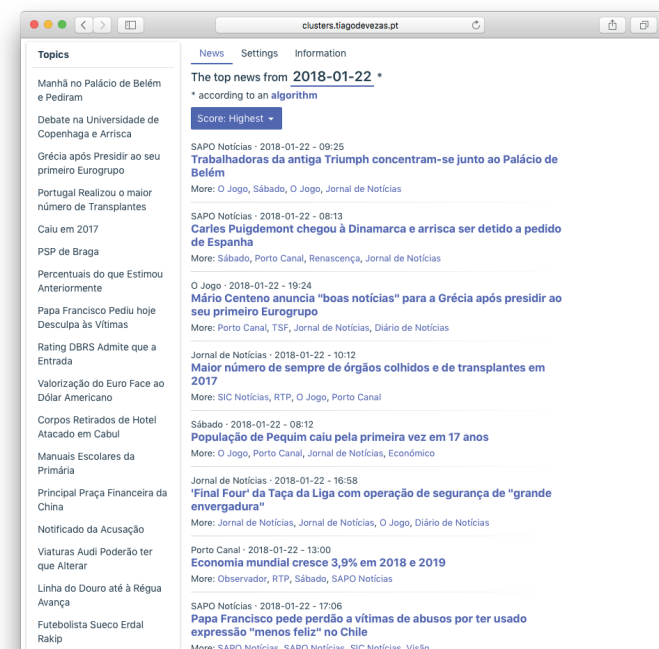 clusters.tiagodevezas.pt
Topics
Manhã no Palácio de Belém
e Pediram
Debate na Universidade de
Copenhaga e Arrisca
Grécia após Presidir ao seu
primeiro Eurogrupo
Portugal Realizou o maior
número de Transplantes
Caiu em 2017
PSP de Braga
Percentuais do que Estimou
Anteriormente
Papa Francisco Pediu hoje
Desculpa às Vítimas
Rating DBRS Admite que a
Entrada
Valorização do Euro Face ao
Dólar Americano
Corpos Retirados de Hotel
Atacado em Cabul
Manuais Escolares da
Primária
Principal Praça Financeira da
China
Notificado da Acusação
Viaturas Audi Poderão ter
que Alterar
Linha do Douro até à Régua
Avança
Futebolista Sueco Erdal
Rakip
News Settings Information
The top news from 2018-01-22 *
* according to an algorithm
Score: Highest
SAPO Notícias · 2018-01-22 - 09:25
Trabalhadoras da antiga Triumph concentram-se junto ao Palácio de
Belém
More: O Jogo, Sábado, O Jogo, Jornal de Notícias
SAPO Notícias · 2018-01-22 - 08:13
Carles Puigdemont chegou à Dinamarca e arrisca ser detido a pedido
de Espanha
More: Sábado, Porto Canal, Renascença, Jornal de Notícias
O Jogo · 2018-01-22 - 19:24
Mário Centeno anuncia "boas notícias" para a Grécia após presidir ao
seu primeiro Eurogrupo
More: Porto Canal, TSF, Jornal de Notícias, Diário de Notícias
Jornal de Notícias · 2018-01-22 - 10:12
Maior número de sempre de órgãos colhidos e de transplantes em
2017
More: SIC Notícias, RTP, O Jogo, Porto Canal
Sábado · 2018-01-22 - 08:12
População de Pequim caiu pela primeira vez em 17 anos
More: O Jogo, Porto Canal, Jornal de Notícias, Económico
Jornal de Notícias · 2018-01-22 - 16:58
'Final Four' da Taça da Liga com operação de segurança de "grande
envergadura"
More: Jornal de Notícias, Jornal de Notícias, O Jogo, Diário de Notícias
Porto Canal · 2018-01-22 - 13:00
Economia mundial cresce 3,9% em 2018 e 2019
More: Observador, RTP, Sábado, SAPO Notícias
SAPO Notícias · 2018-01-22 - 17:06
Papa Francisco pede perdão a vítimas de abusos por ter usado
expressão "menos feliz" no Chile
More: SAPO Notícias, SAPO Notícias, SIC Notícias, Visão